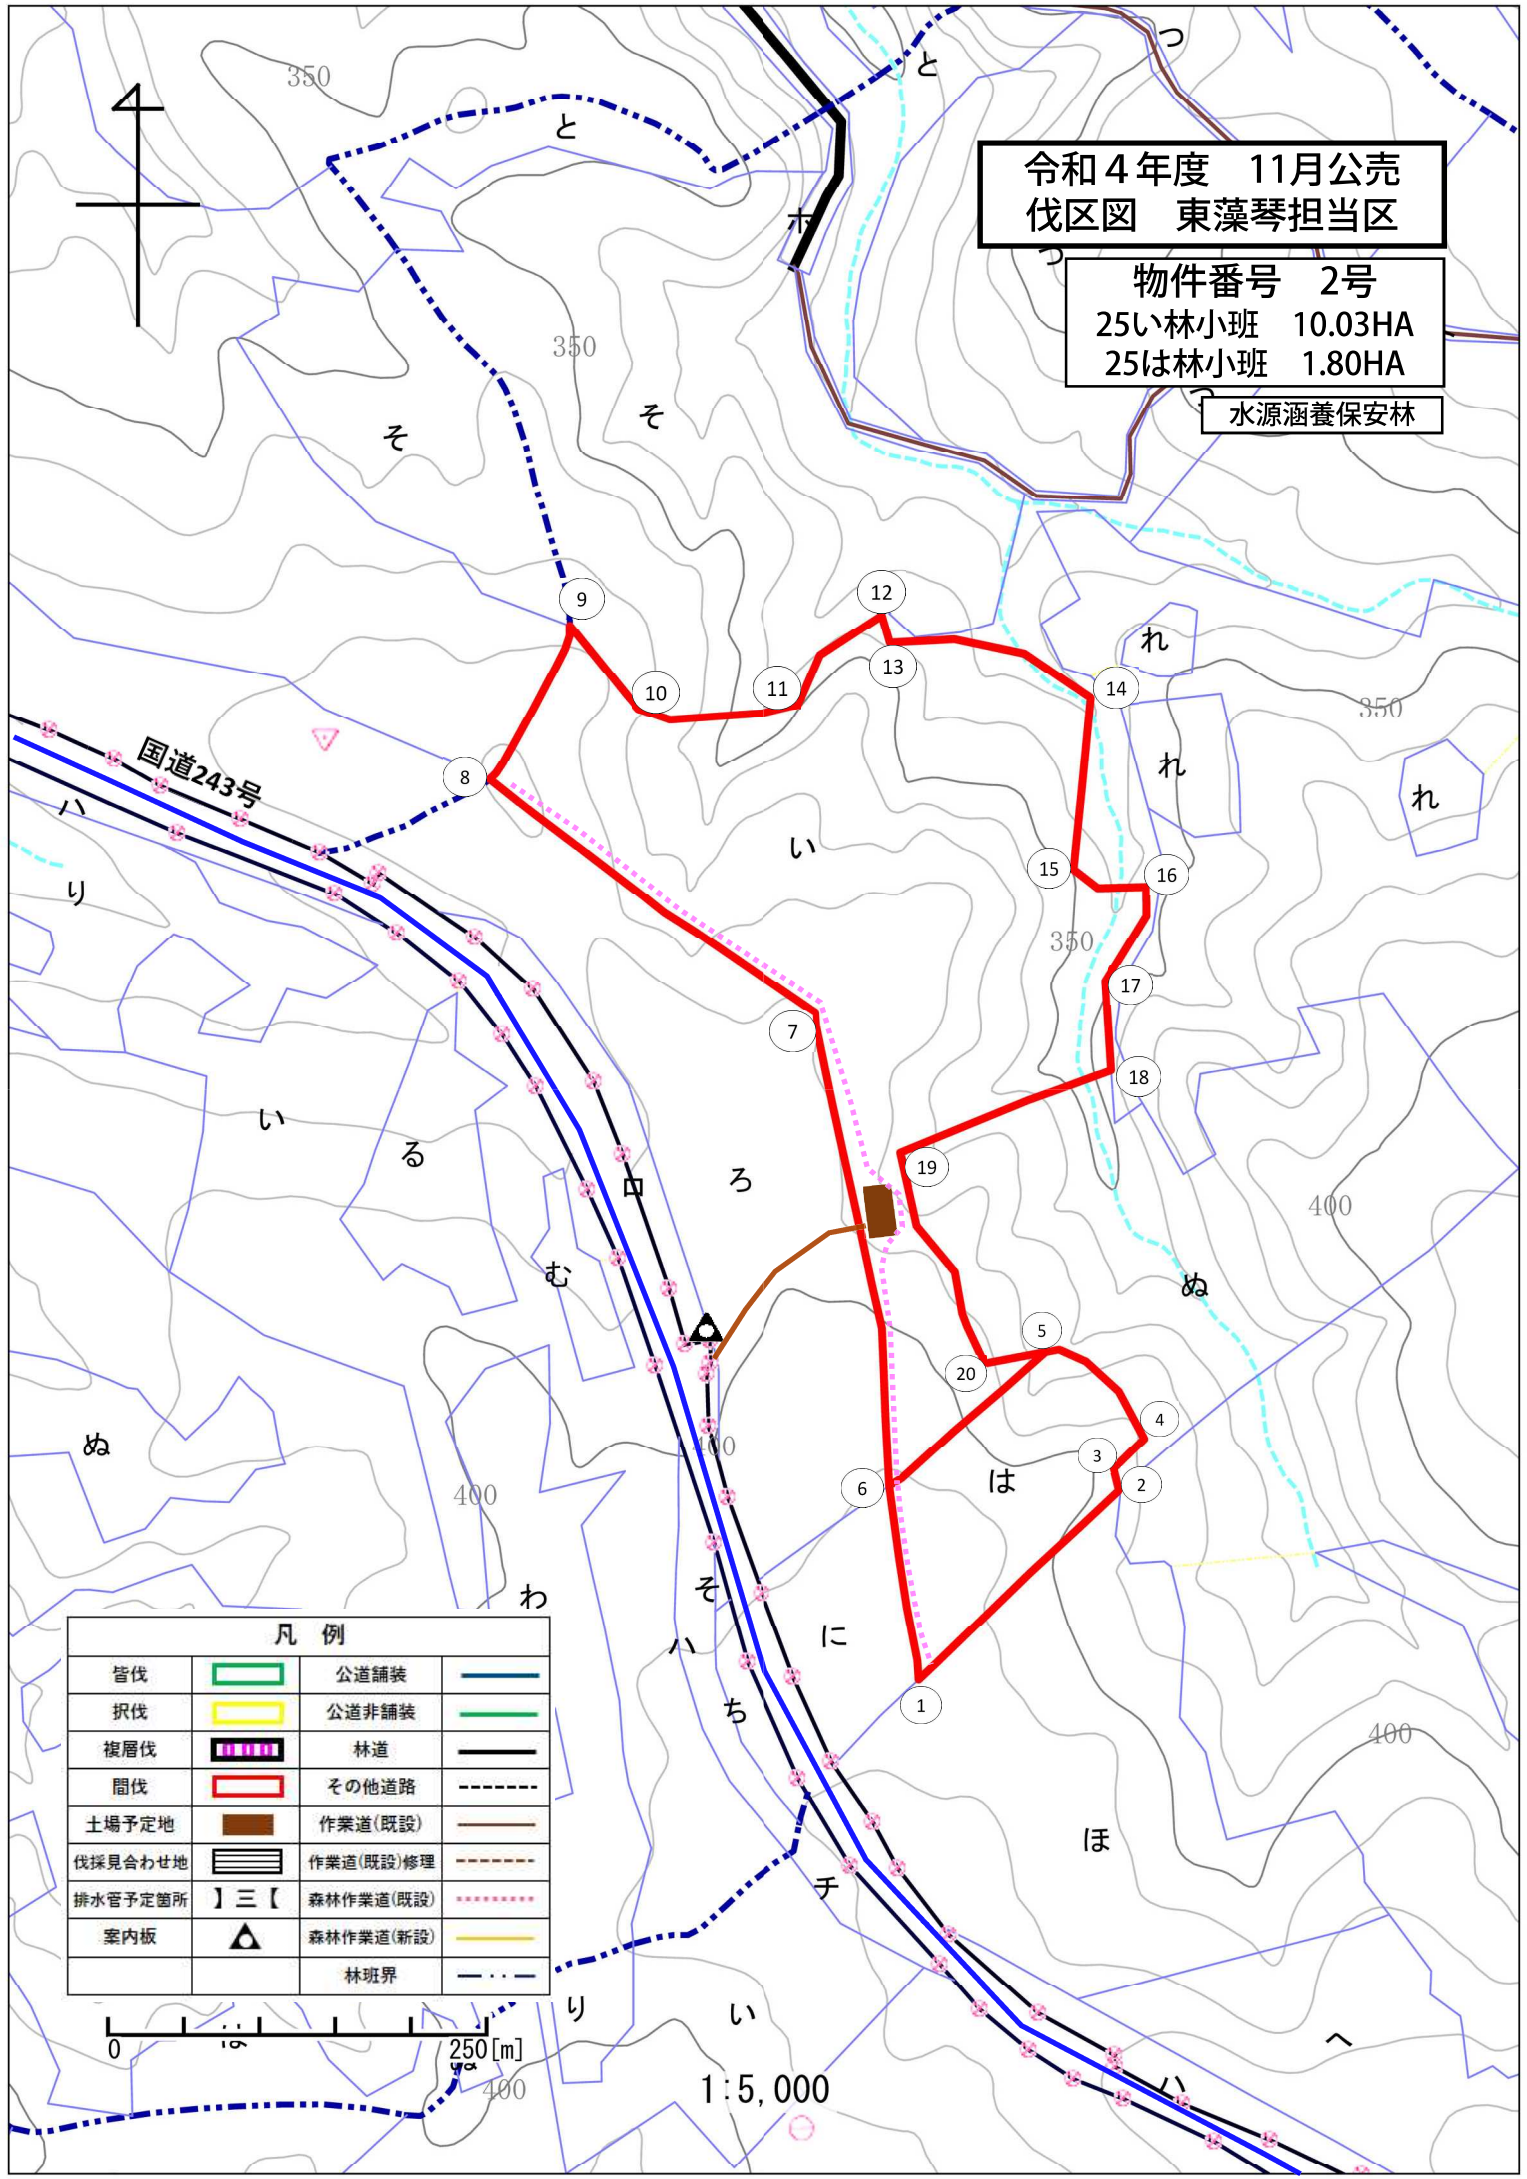 350
と
と
つ
ホ
令和４年度　11月公売
伐区図　東藻琴担当区
つ
物件番号　2号
25い林小班　10.03HA
25は林小班　1.80HA
つ
水源涵養保安林
350
そ
そ
9
12
れ
13
10
11
14
350
国道243号
8
ハ
れ
れ
い
15
16
り
350
17
7
18
い
る
ロ
ろ
19
400
む
ぬ
5
20
4
ぬ
400
3
は
6
2
400
わ
そ
ハ
に
ち
1
400
凡　例
皆伐　公道舗装
択伐　公道非舗装
複層伐　林道
間伐　その他道路
土場予定地　作業道(既設)
伐採見合わせ地　作業道(既設)修理
排水管予定箇所　】三【　森林作業道(既設)
案内板　森林作業道(新設)
林班界
ほ
チ
り
い
へ
は
0　250[m]
400
1:5,000
ハ